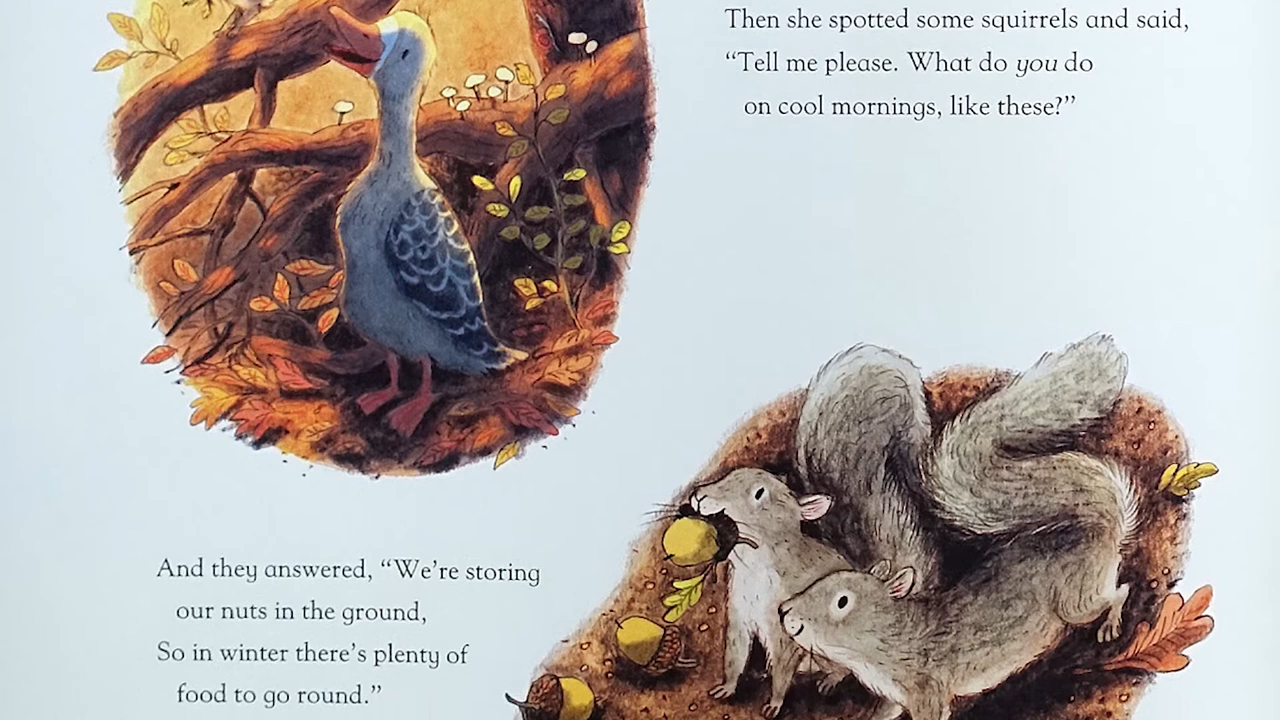 Then she spotted some squirrels and said,
“Tell me please. What do you do
on cool mornings, like these?”
And they answered, “We’re storing
our nuts in the ground,
So in winter there’s plenty of
food to go round.”